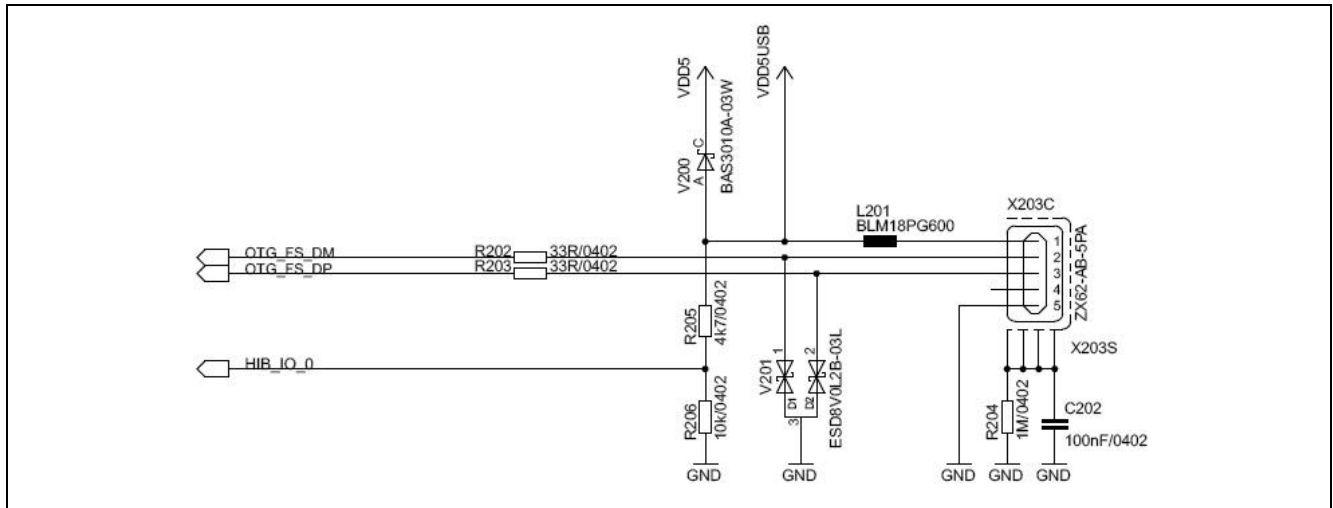 VDD5
VDD5USB
V200
A
C
BAS3010A-03W
X203C
L201
BLM18PG600
ZX62-AB-5PA
1
2
3
4
5
OTG_FS_DM
R202
33R/0402
OTG_FS_DP
R203
33R/0402
R205
4k7/0402
X203S
HIB_IO_0
V201
1
2
D1
D2
3
ESD8V0L2B-03L
R206
10k/0402
R204
1M/0402
C202
100nF/0402
GND
GND
GND
GND
GND